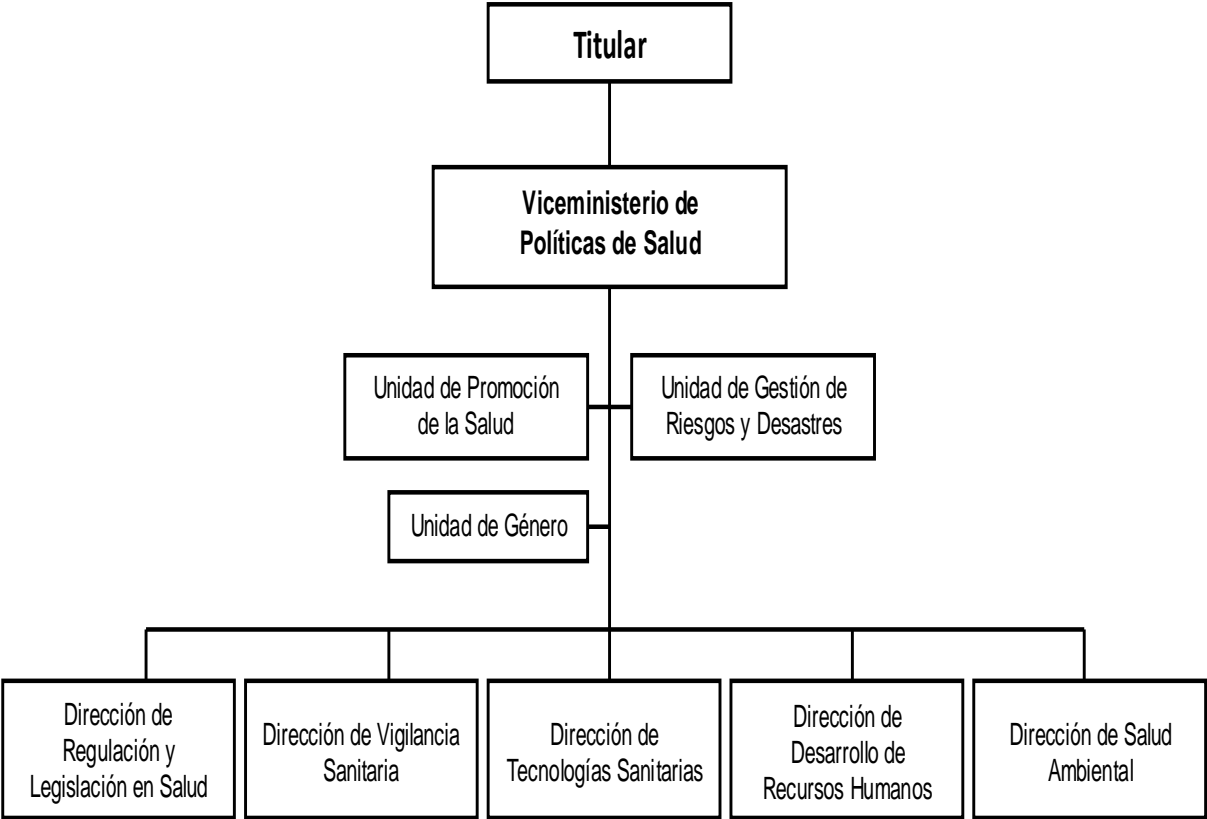 Titular
Viceministerio de
Políticas de Salud
Unidad de Promoción
de la Salud
Unidad de Gestión de
Riesgos y Desastres
Unidad de Género
Dirección de
Regulación y
Legislación en Salud
Dirección de Vigilancia
Sanitaria
Dirección de
Tecnologías Sanitarias
Dirección de
Desarrollo de
Recursos Humanos
Dirección de Salud
Ambiental